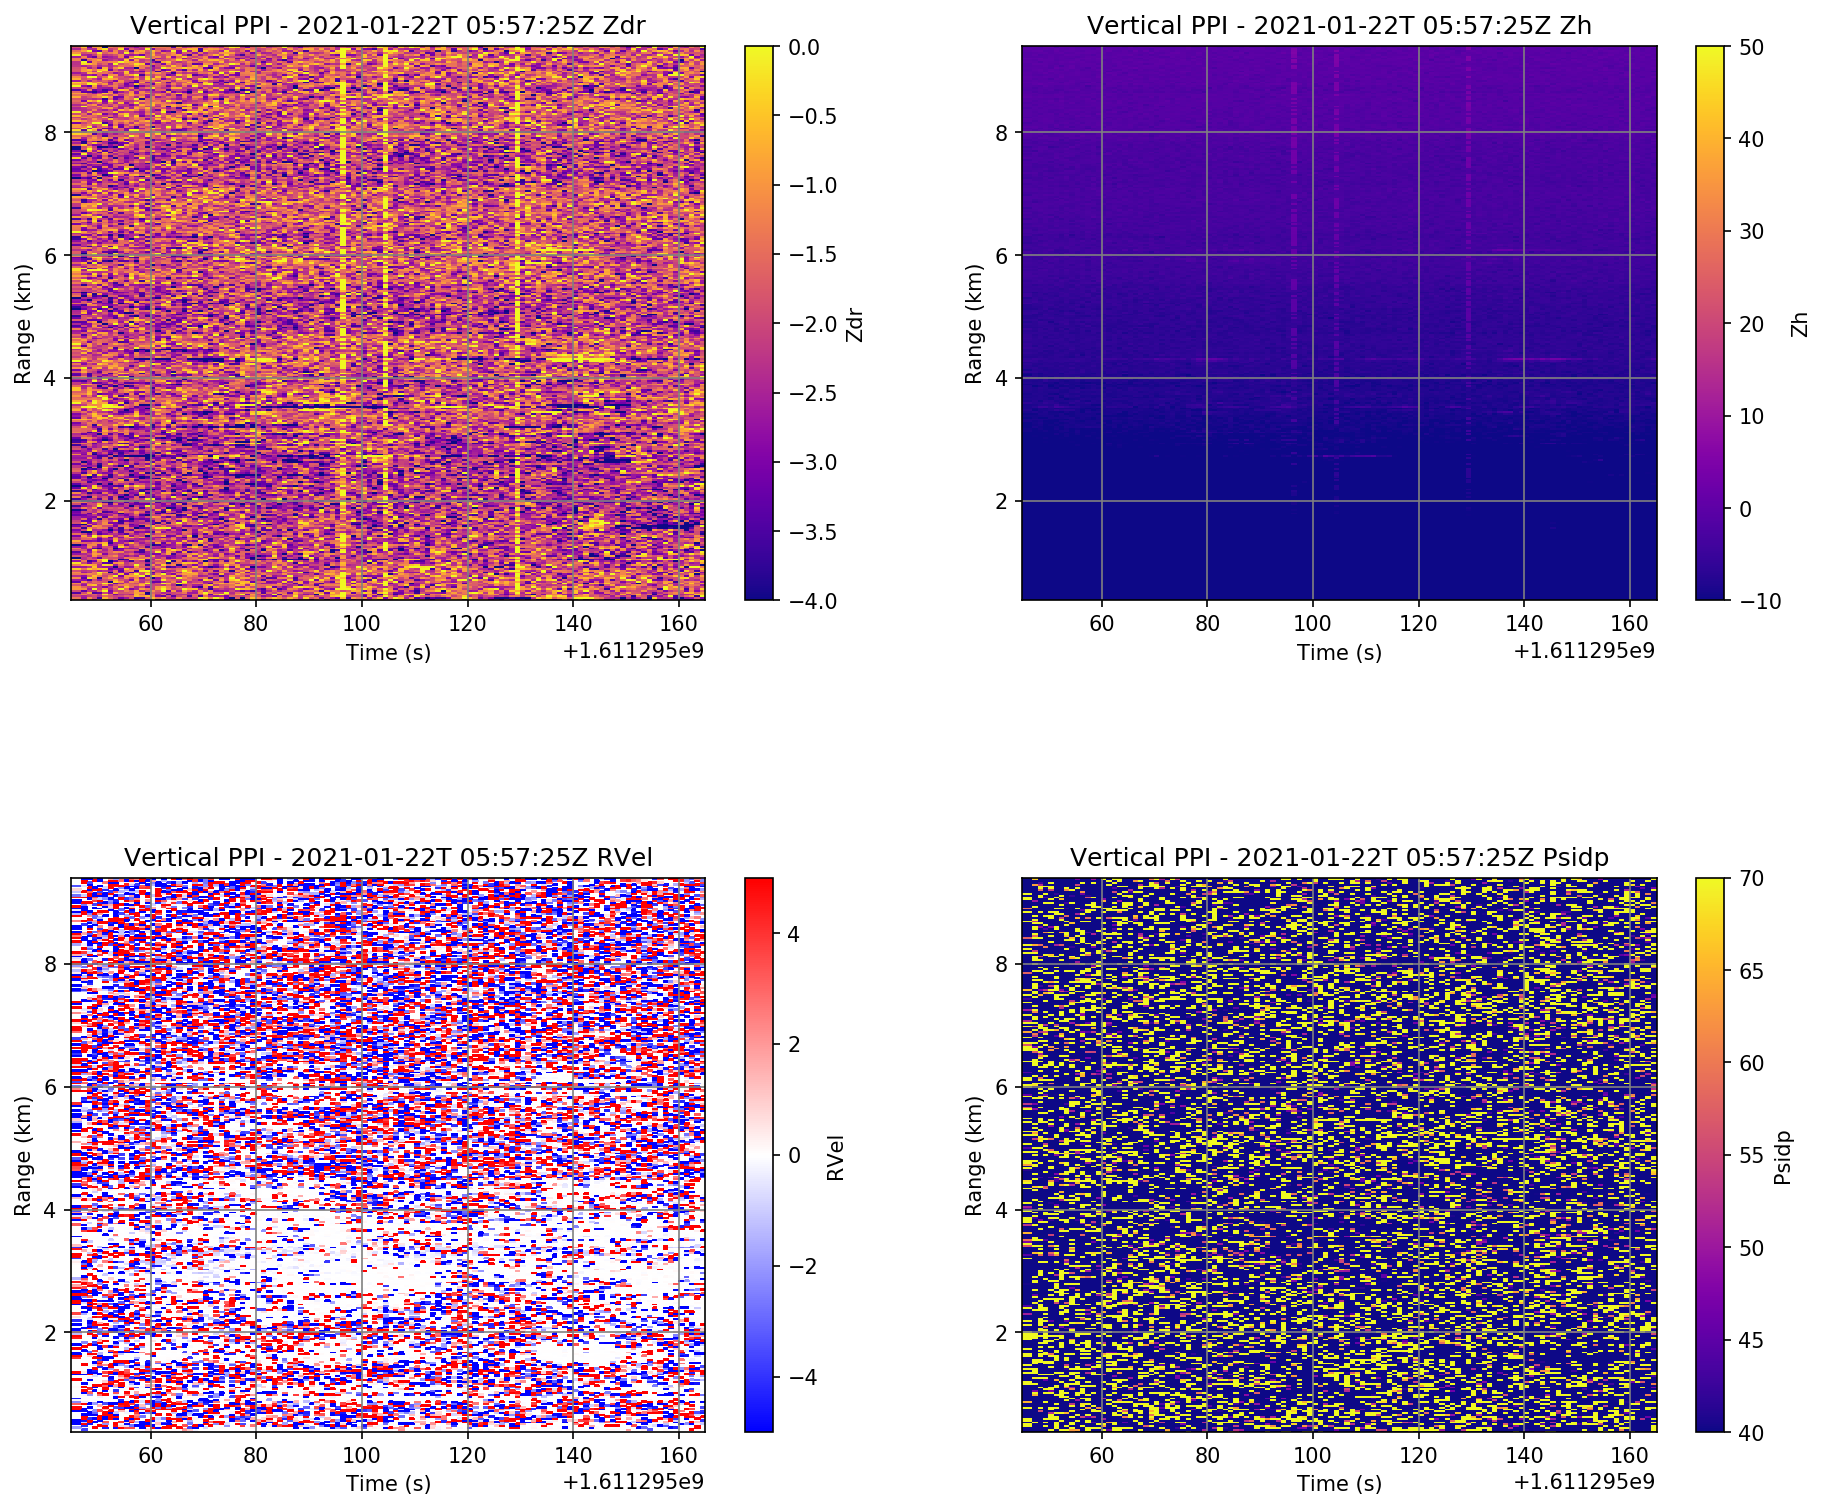 Vertical PPI - 2021-01-22T 05:57:25Z Zdr
Range (km)
8
6
4
2
60 80 100 120 140 160
Time (s)
+1.611295e9
0.0
−0.5
−1.0
−1.5
−2.0
−2.5
−3.0
−3.5
−4.0
Zdr
Vertical PPI - 2021-01-22T 05:57:25Z Zh
Range (km)
8
6
4
2
60 80 100 120 140 160
Time (s)
+1.611295e9
50
40
30
20
10
0
−10
Zh
Vertical PPI - 2021-01-22T 05:57:25Z RVel
Range (km)
8
6
4
2
60 80 100 120 140 160
Time (s)
+1.611295e9
4
2
0
−2
−4
RVel
Vertical PPI - 2021-01-22T 05:57:25Z Psidp
Range (km)
8
6
4
2
60 80 100 120 140 160
Time (s)
+1.611295e9
70
65
60
55
50
45
40
Psidp